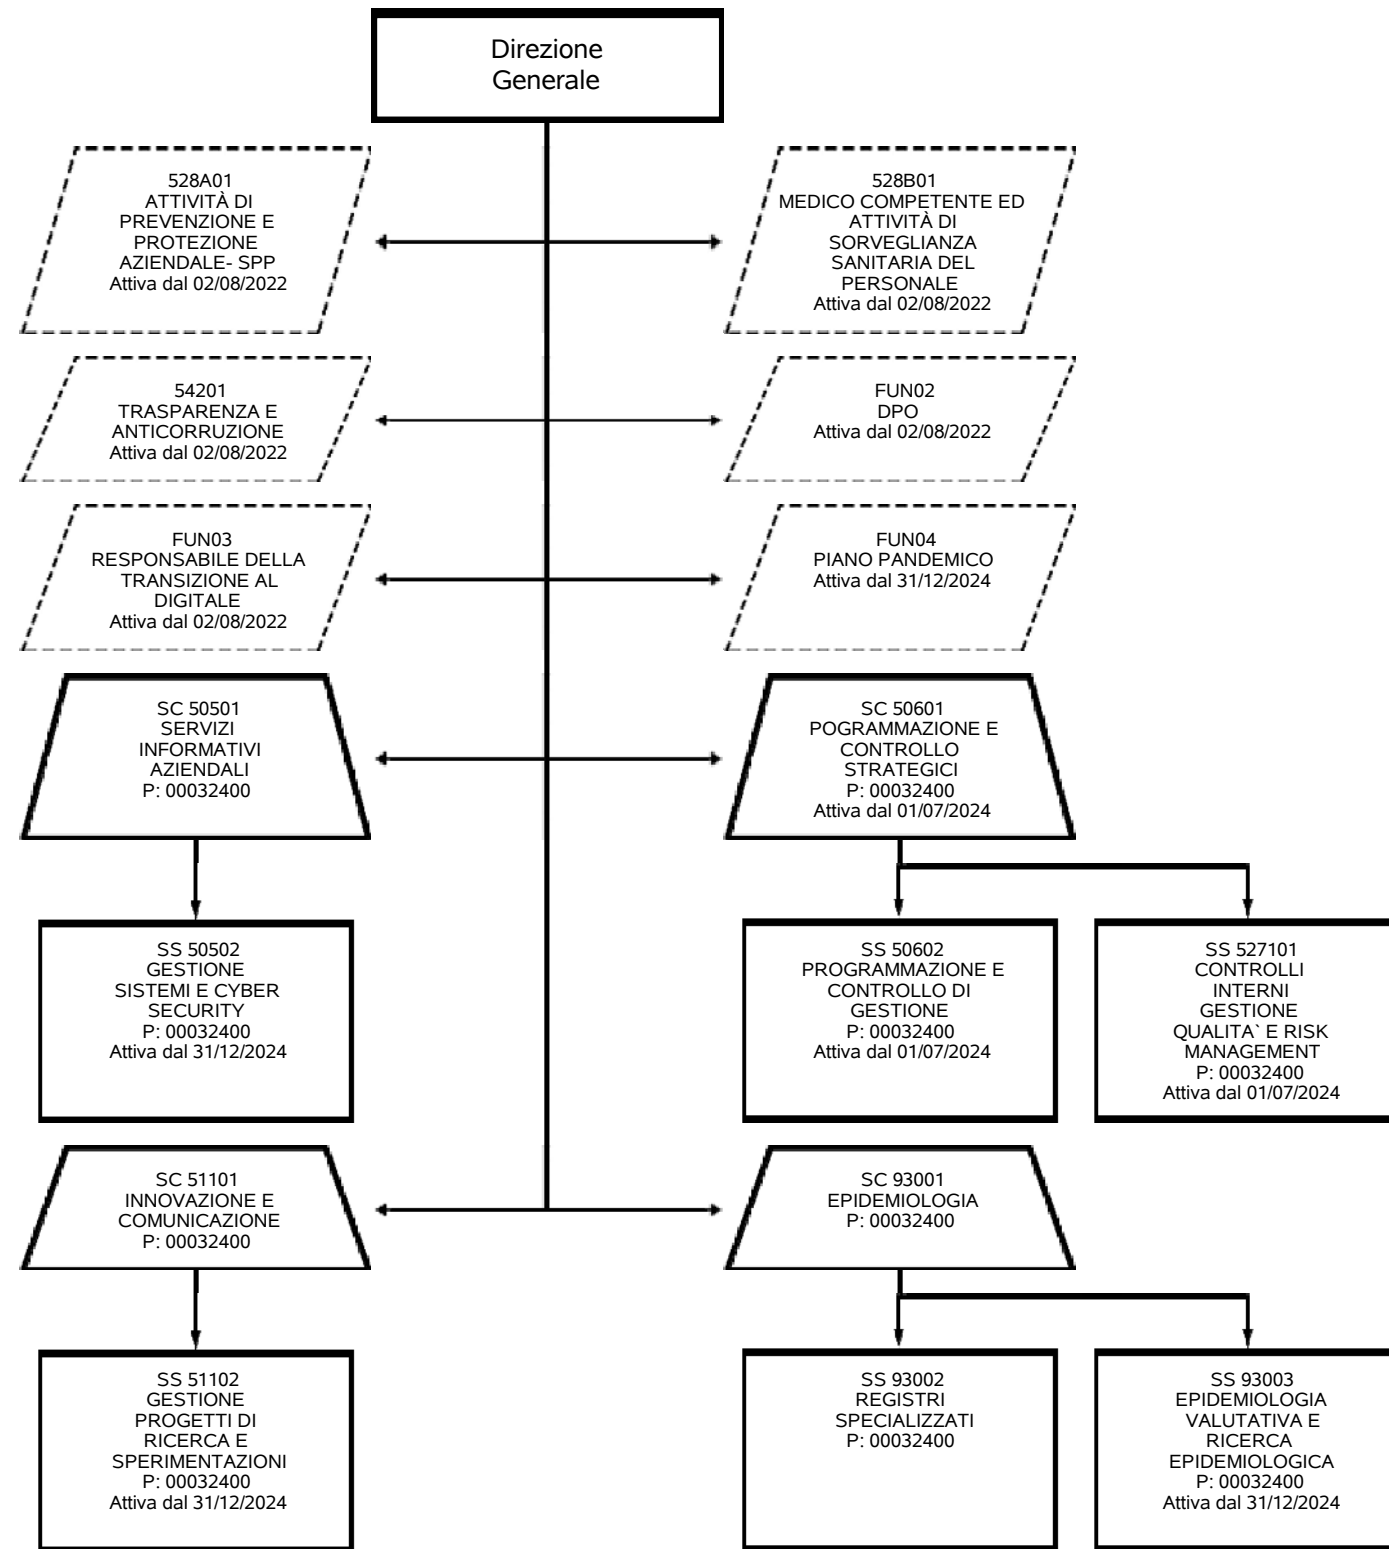 Direzione
Generale
528A01
ATTIVITÀ DI
PREVENZIONE E
PROTEZIONE
AZIENDALE- SPP
Attiva dal 02/08/2022
528B01
MEDICO COMPETENTE ED
ATTIVITÀ DI
SORVEGLIANZA
SANITARIA DEL
PERSONALE
Attiva dal 02/08/2022
54201
TRASPARENZA E
ANTICORRUZIONE
Attiva dal 02/08/2022
FUN02
DPO
Attiva dal 02/08/2022
FUN03
RESPONSABILE DELLA
TRANSIZIONE AL
DIGITALE
Attiva dal 02/08/2022
FUN04
PIANO PANDEMICO
Attiva dal 31/12/2024
SC 50501
SERVIZI
INFORMATIVI
AZIENDALI
P: 00032400
SC 50601
POGRAMMAZIONE E
CONTROLLO
STRATEGICI
P: 00032400
Attiva dal 01/07/2024
SS 50502
GESTIONE
SISTEMI E CYBER
SECURITY
P: 00032400
Attiva dal 31/12/2024
SS 50602
PROGRAMMAZIONE E
CONTROLLO DI
GESTIONE
P: 00032400
Attiva dal 01/07/2024
SS 527101
CONTROLLI
INTERNI
GESTIONE
QUALITA` E RISK
MANAGEMENT
P: 00032400
Attiva dal 01/07/2024
SC 51101
INNOVAZIONE E
COMUNICAZIONE
P: 00032400
SC 93001
EPIDEMIOLOGIA
P: 00032400
SS 51102
GESTIONE
PROGETTI DI
RICERCA E
SPERIMENTAZIONI
P: 00032400
Attiva dal 31/12/2024
SS 93002
REGISTRI
SPECIALIZZATI
P: 00032400
SS 93003
EPIDEMIOLOGIA
VALUTATIVA E
RICERCA
EPIDEMIOLOGICA
P: 00032400
Attiva dal 31/12/2024